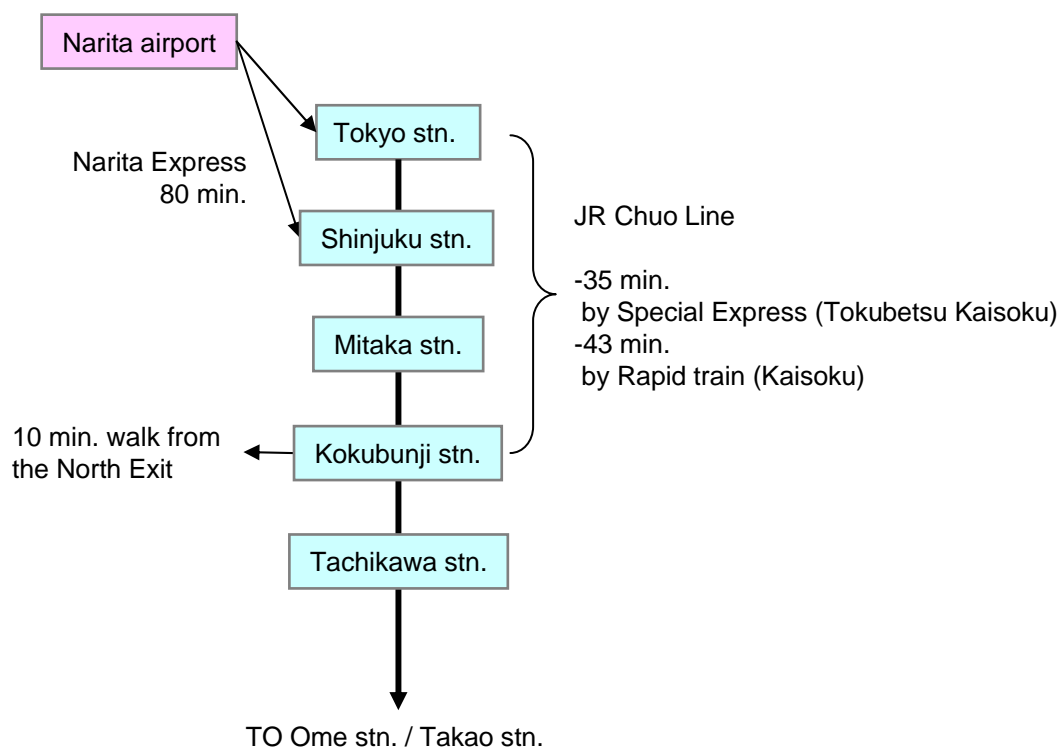 Narita airport
Tokyo stn.
Narita Express
80 min.
Shinjuku stn.
JR Chuo Line
-35 min.
by Special Express (Tokubetsu Kaisoku)
-43 min.
by Rapid train (Kaisoku)
Mitaka stn.
10 min. walk from
the North Exit
Kokubunji stn.
Tachikawa stn.
TO Ome stn. / Takao stn.